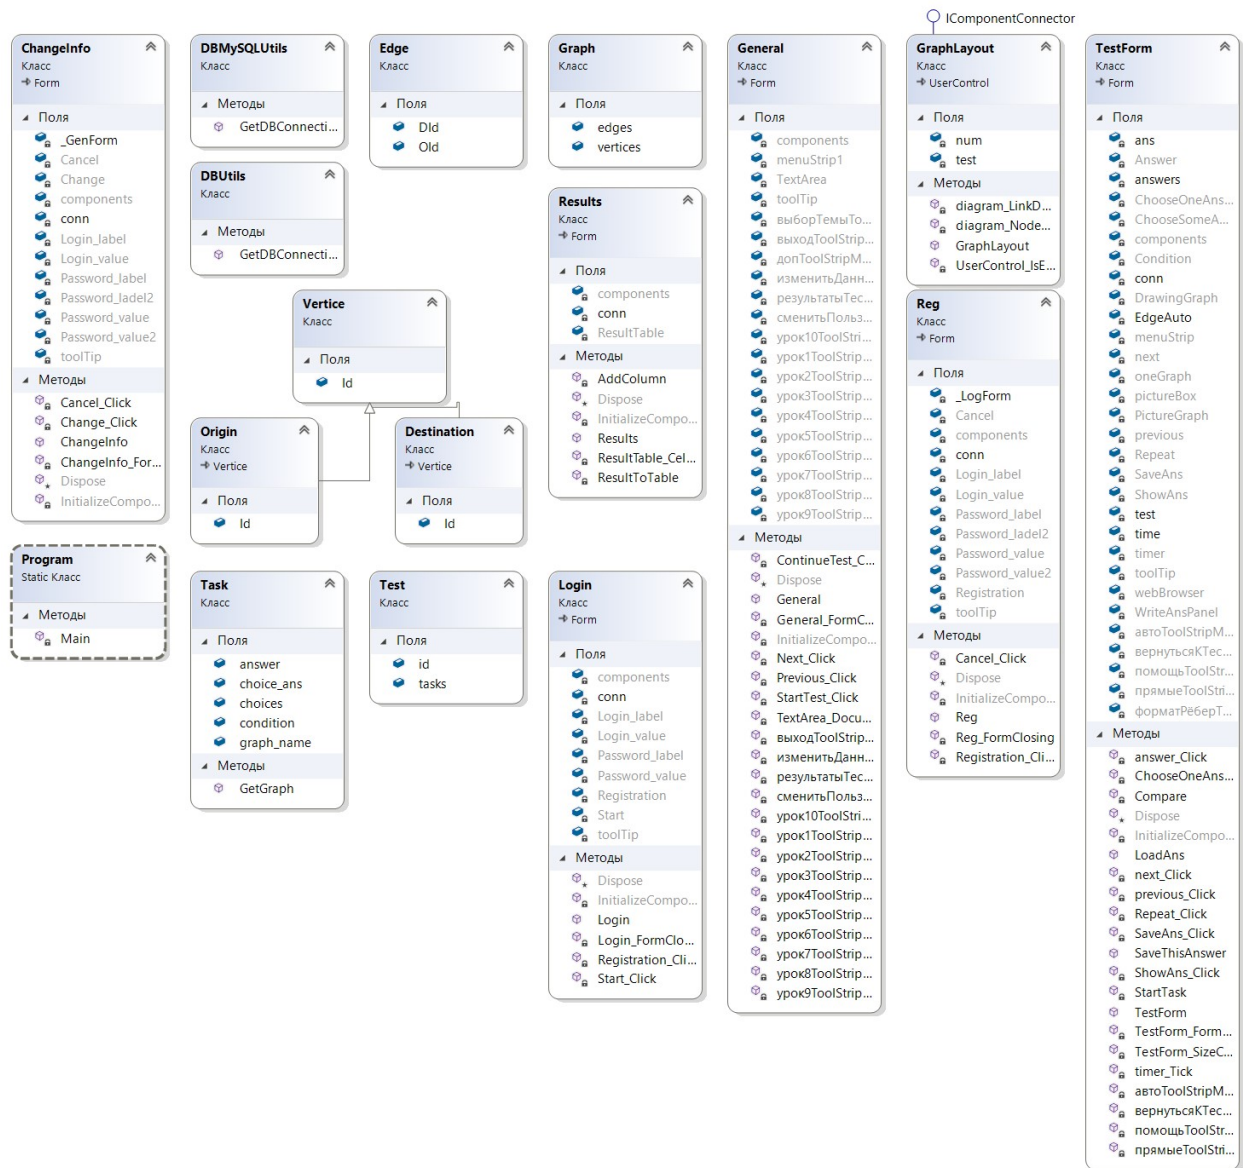 IComponentConnector
ChangeInfo
Класс
Form
Поля
_GenForm
Cancel
Change
components
conn
Login_label
Login_value
Password_label
Password_ladel2
Password_value
Password_value2
toolTip
Методы
Cancel_Click
Change_Click
ChangeInfo
ChangeInfo_For...
Dispose
InitializeCompo...
Program
Static Класс
Методы
Main
DBMySQLUtils
Класс
Методы
GetDBConnecti...
DBUtils
Класс
Методы
GetDBConnecti...
Edge
Класс
Поля
DId
OId
Vertice
Класс
Поля
Id
Origin
Класс
Vertice
Поля
Id
Destination
Класс
Vertice
Поля
Id
Task
Класс
Поля
answer
choice_ans
choices
condition
graph_name
Методы
GetGraph
Test
Класс
Поля
id
tasks
Graph
Класс
Поля
edges
vertices
Results
Класс
Form
Поля
components
conn
ResultTable
Методы
AddColumn
Dispose
InitializeCompo...
Results
ResultTable_Cel...
ResultToTable
Login
Класс
Form
Поля
components
conn
Login_label
Login_value
Password_label
Password_value
Registration
Start
toolTip
Методы
Dispose
InitializeCompo...
Login
Login_FormClo...
Registration_Cli...
Start_Click
General
Класс
Form
Поля
components
menuStrip1
TextArea
toolTip
выборТемыTo...
выходToolStrip...
допToolStripM...
изменитьДанн...
результатыТес...
сменитьПольз...
урок10ToolStri...
урок1ToolStrip...
урок2ToolStrip...
урок3ToolStrip...
урок4ToolStrip...
урок5ToolStrip...
урок6ToolStrip...
урок7ToolStrip...
урок8ToolStrip...
урок9ToolStrip...
Методы
ContinueTest_C...
Dispose
General
General_FormC...
InitializeCompo...
Next_Click
Previous_Click
StartTest_Click
TextArea_Docu...
выходToolStrip...
изменитьДанн...
результатыТес...
сменитьПольз...
урок10ToolStri...
урок1ToolStrip...
урок2ToolStrip...
урок3ToolStrip...
урок4ToolStrip...
урок5ToolStrip...
урок6ToolStrip...
урок7ToolStrip...
урок8ToolStrip...
урок9ToolStrip...
GraphLayout
Класс
UserControl
Поля
num
test
Методы
diagram_LinkD...
diagram_Node...
GraphLayout
UserControl_IsE...
Reg
Класс
Form
Поля
_LogForm
Cancel
components
conn
Login_label
Login_value
Password_label
Password_ladel2
Password_value
Password_value2
Registration
toolTip
Методы
Cancel_Click
Dispose
InitializeCompo...
Reg
Reg_FormClosing
Registration_Cli...
TestForm
Класс
Form
Поля
ans
Answer
answers
ChooseOneAns...
ChooseSomeA...
components
Condition
conn
DrawingGraph
EdgeAuto
menuStrip
next
oneGraph
pictureBox
PictureGraph
previous
Repeat
SaveAns
ShowAns
test
time
timer
toolTip
webBrowser
WriteAnsPanel
автоToolStripM...
вернутьсяКТес...
помощьToolStr...
прямыеToolStri...
форматРёберT...
Методы
answer_Click
ChooseOneAns...
Compare
Dispose
InitializeCompo...
LoadAns
next_Click
previous_Click
Repeat_Click
SaveAns_Click
SaveThisAnswer
ShowAns_Click
StartTask
TestForm
TestForm_Form...
TestForm_SizeC...
timer_Tick
автоToolStripM...
вернутьсяКТес...
помощьToolStr...
прямыеToolStri...